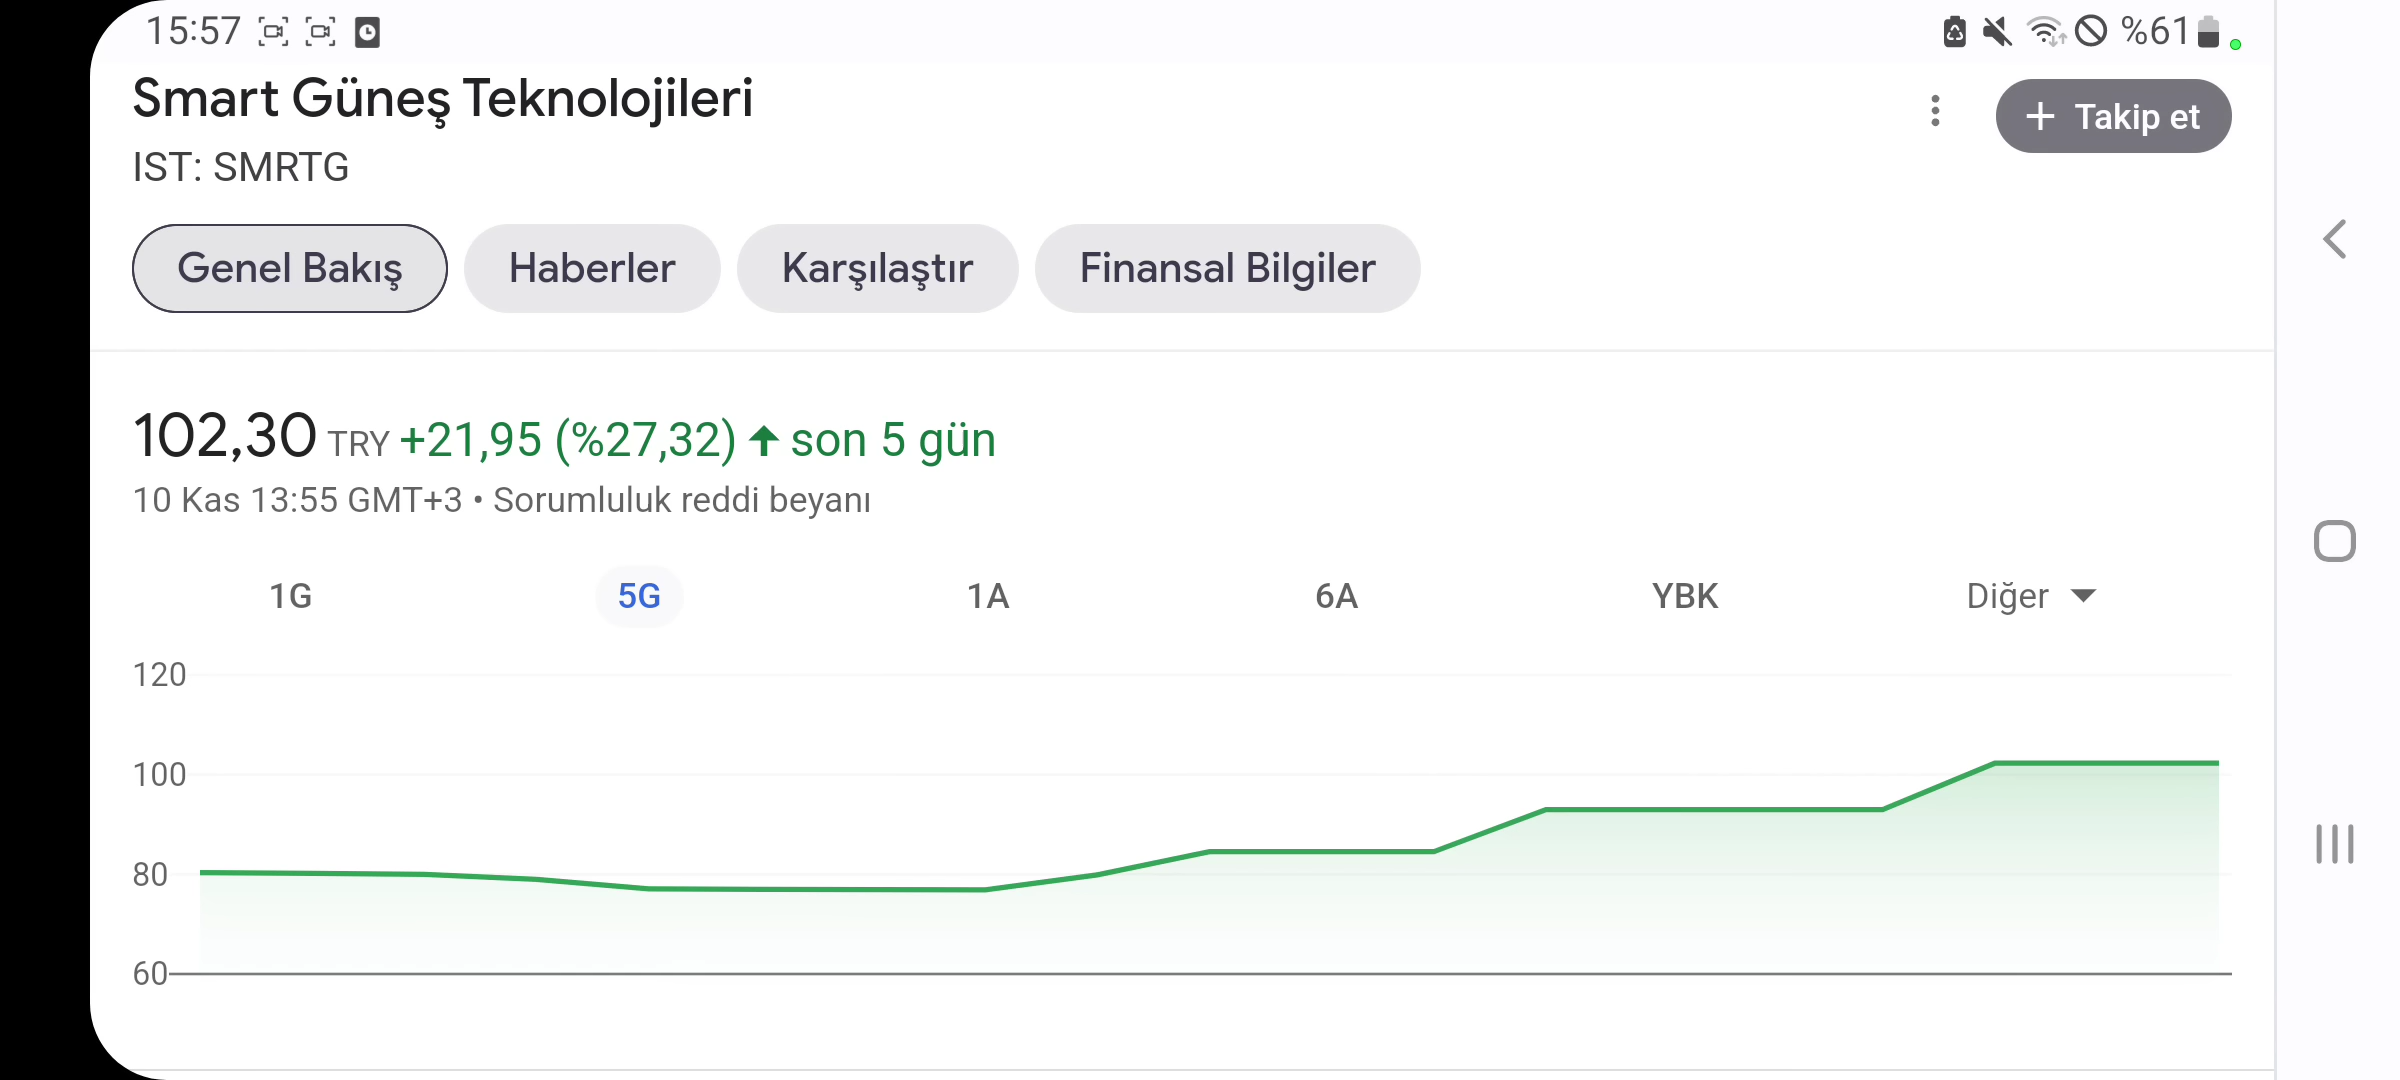 15:57 %61
Smart Güneş Teknolojileri
+ Takip et
IST: SMRTG
Genel Bakış Haberler Karşılaştır Finansal Bilgiler
102,30 TRY +21,95 (%27,32) ↑ son 5 gün
10 Kas 13:55 GMT+3 • Sorumluluk reddi beyanı
1G 5G 1A 6A YBK Diğer
120
100
80
60